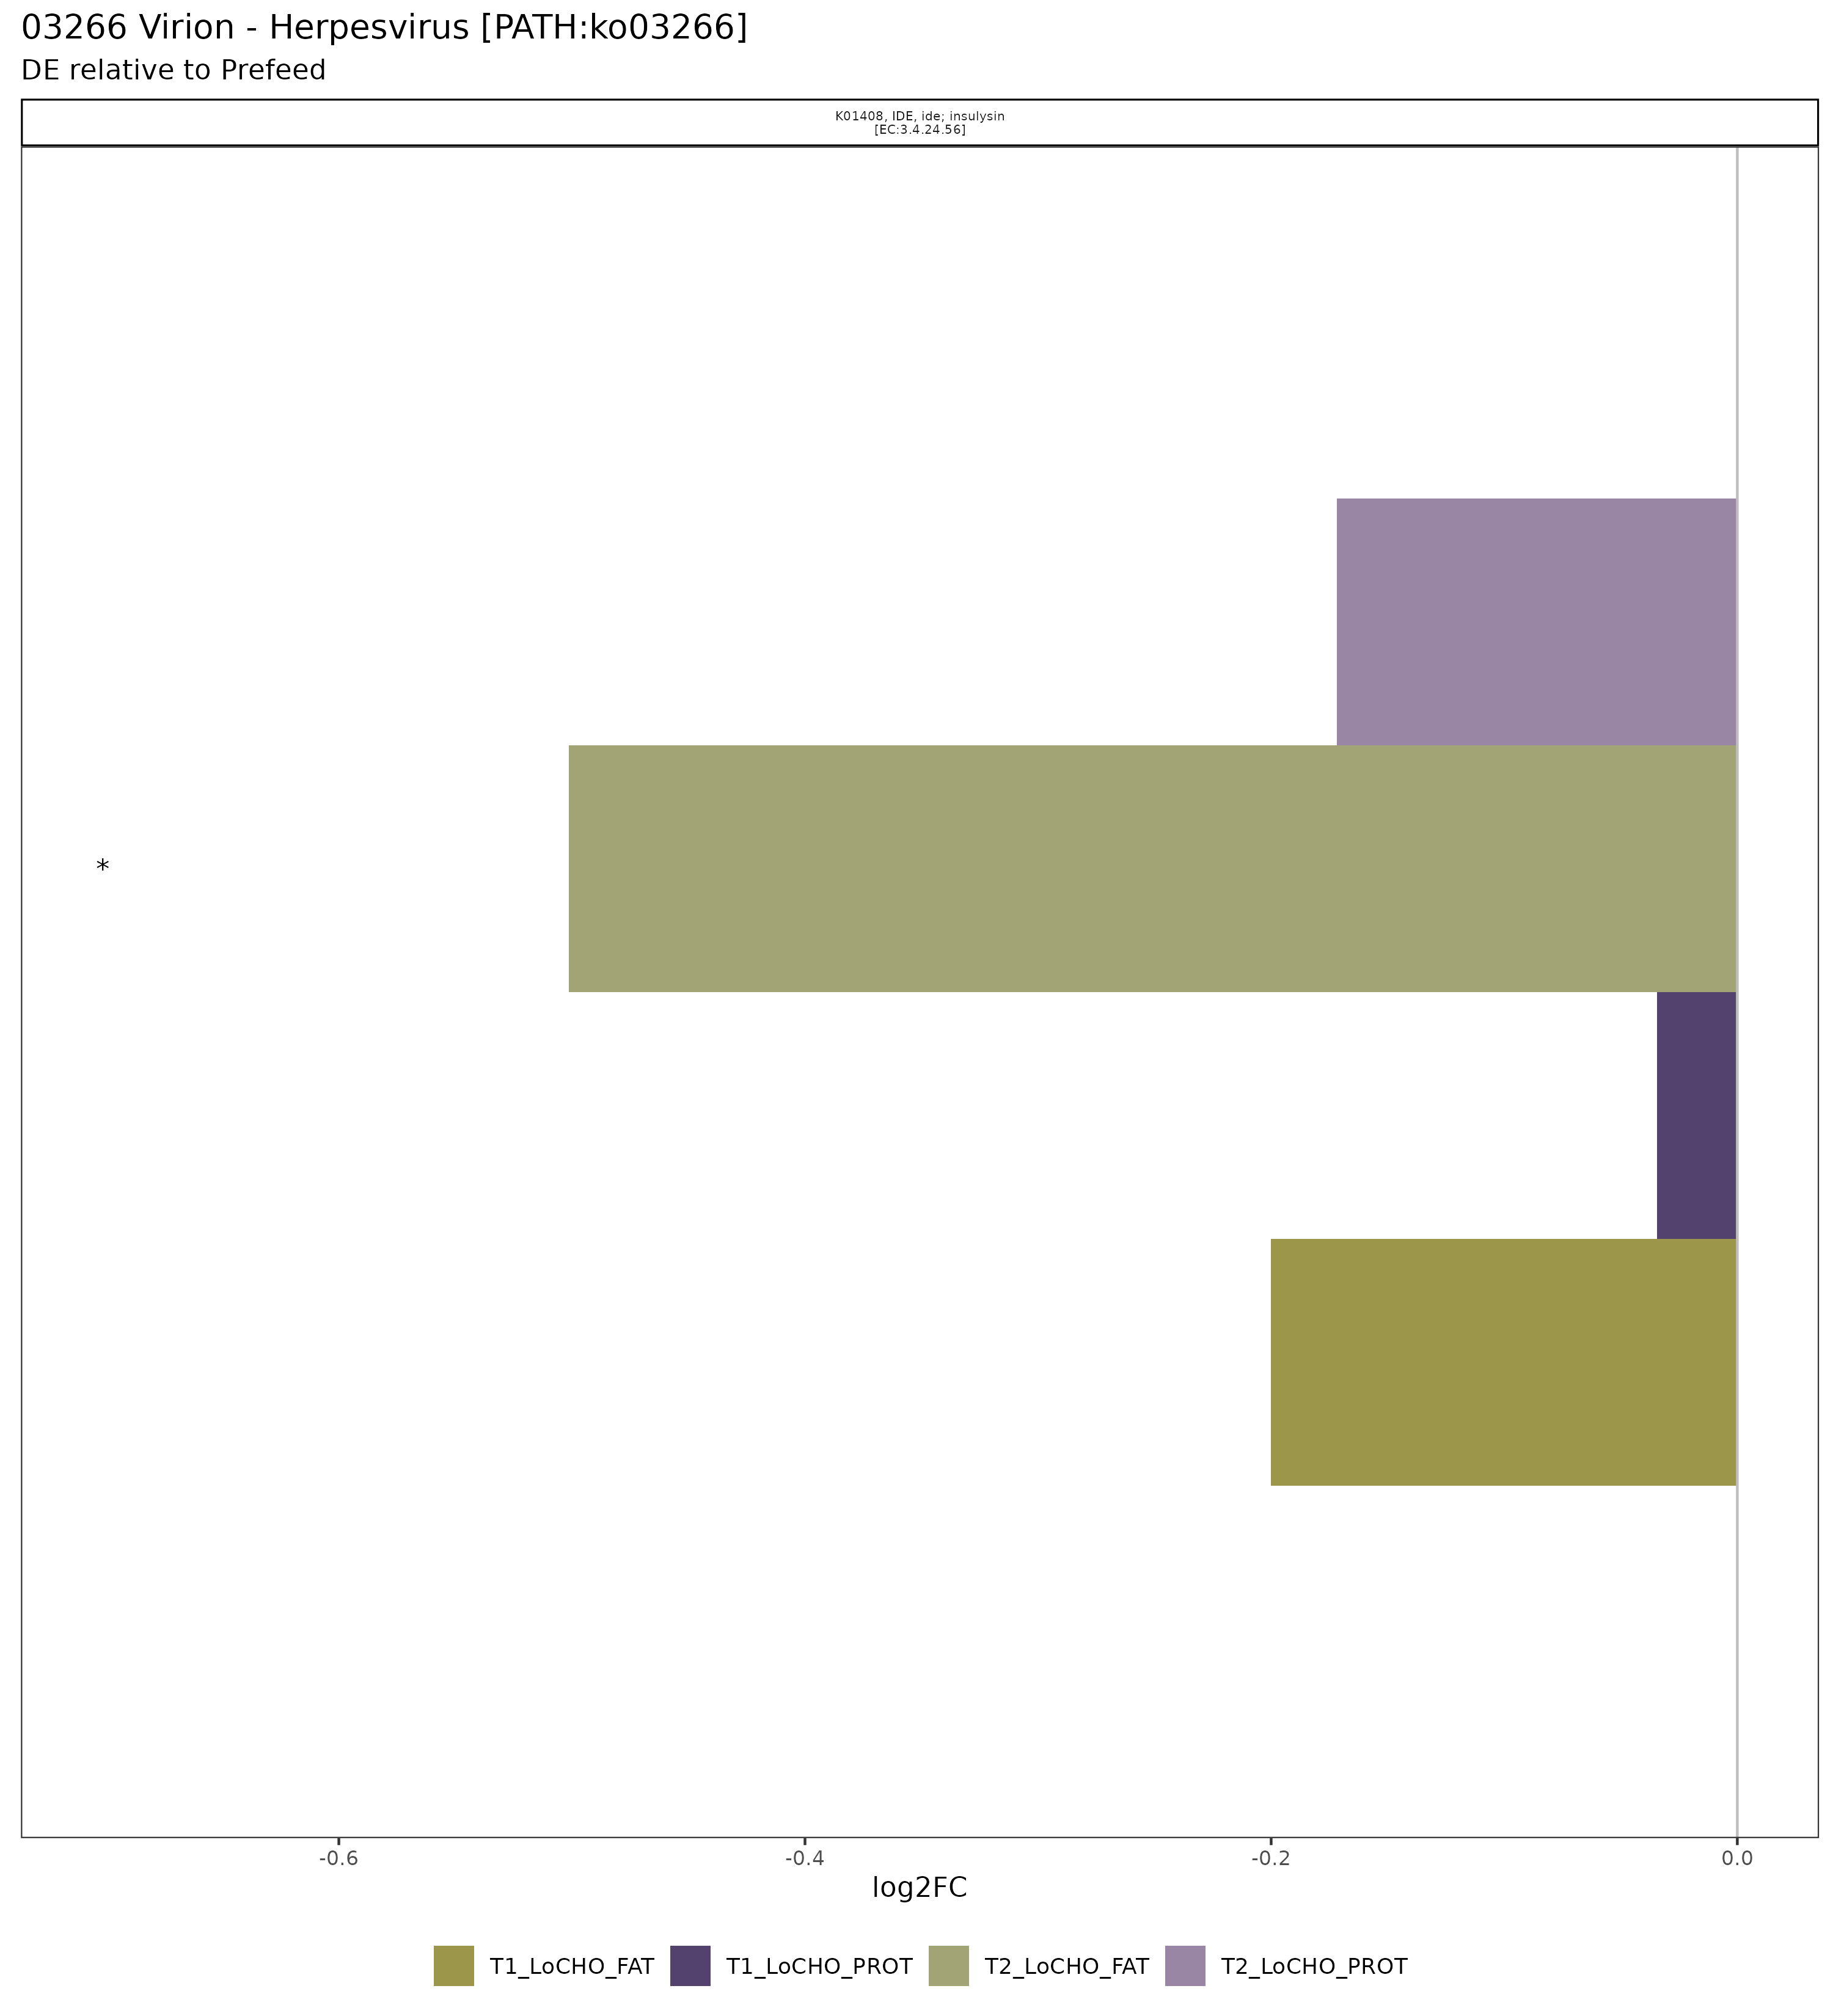 03266 Virion - Herpesvirus [PATH:ko03266]
DE relative to Prefeed
K01408, IDE, ide; insulysin
[EC:3.4.24.56]
*
-0.6 -0.4 -0.2 0.0
log2FC
T1_LoCHO_FAT T1_LoCHO_PROT T2_LoCHO_FAT T2_LoCHO_PROT